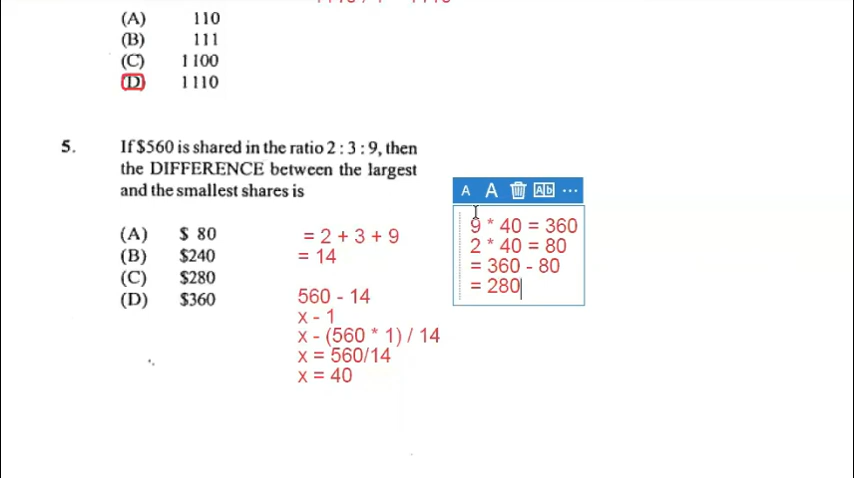 (A) 110
(B) 111
(C) 1100
(D) 1110
5. If $560 is shared in the ratio 2 : 3 : 9, then
the DIFFERENCE between the largest
and the smallest shares is
(A) $ 80
(B) $240
(C) $280
(D) $360
= 2 + 3 + 9
= 14
560 - 14
x - 1
x - (560 * 1) / 14
x = 560/14
x = 40
A A Ab ...
9 * 40 = 360
2 * 40 = 80
= 360 - 80
= 280